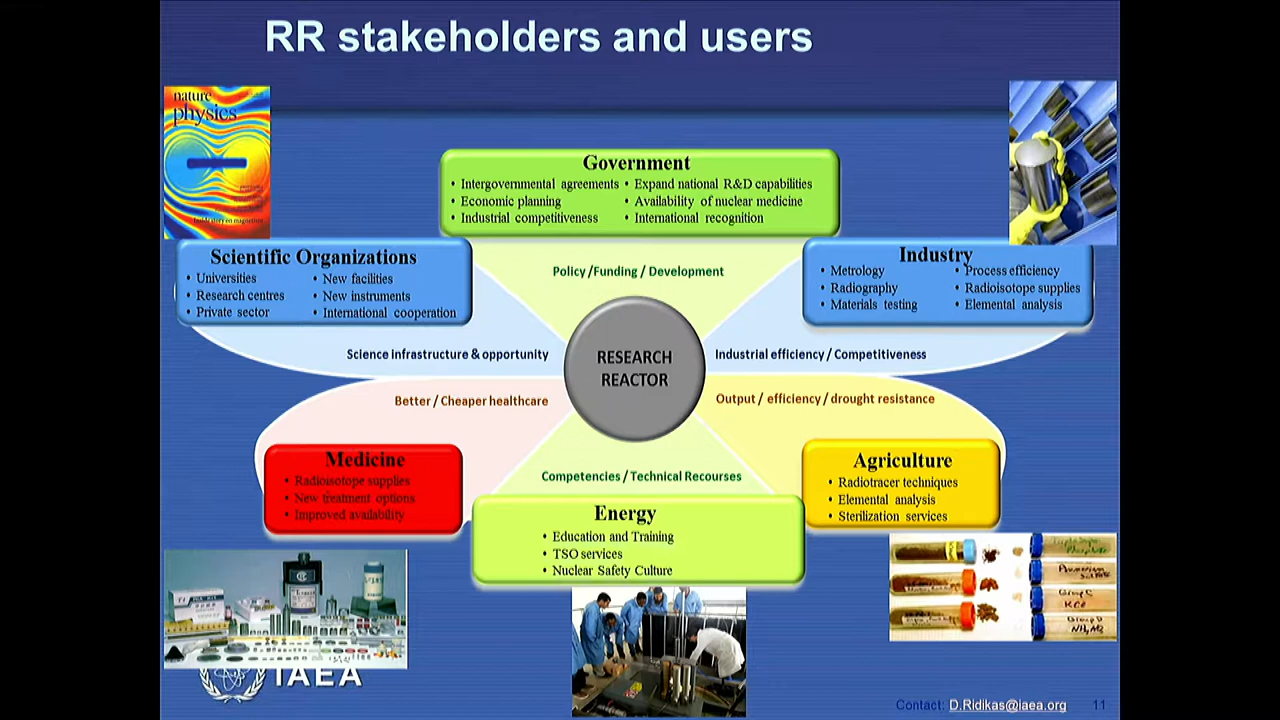 RR stakeholders and users
nature
physics
Government
• Intergovernmental agreements
• Economic planning
• Industrial competitiveness
• Expand national R&D capabilities
• Availability of nuclear medicine
• International recognition
Scientific Organizations
• Universities
• Research centres
• Private sector
• New facilities
• New instruments
• International cooperation
Policy /Funding / Development
Industry
• Metrology
• Radiography
• Materials testing
• Process efficiency
• Radioisotope supplies
• Elemental analysis
Science infrastructure & opportunity
RESEARCH
REACTOR
Industrial efficiency / Competitiveness
Better / Cheaper healthcare
Output / efficiency / drought resistance
Medicine
• Radioisotope supplies
• New treatment options
• Improved availability
Competencies / Technical Recourses
Energy
• Education and Training
• TSO services
• Nuclear Safety Culture
Agriculture
• Radiotracer techniques
• Elemental analysis
• Sterilization services
IAEA
Contact: D.Ridikas@iaea.org
11